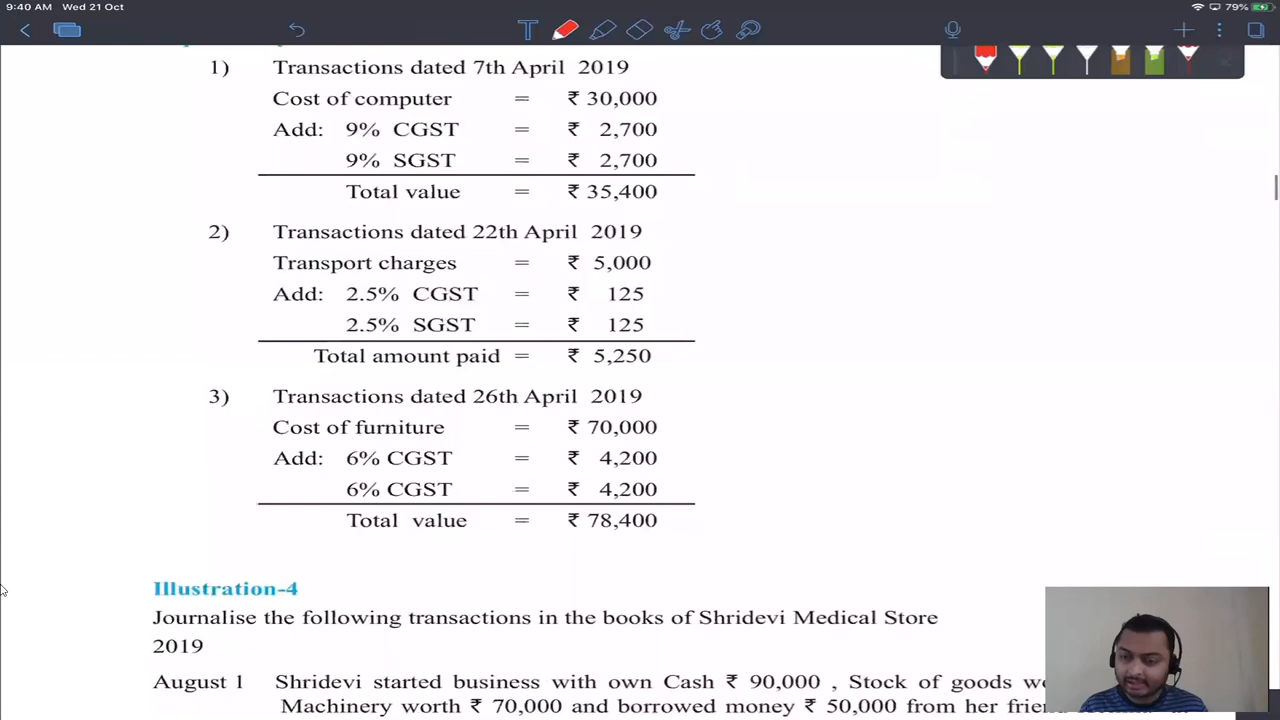 9:40 AM Wed 21 Oct 79%
1) Transactions dated 7th April 2019
Cost of computer = ₹ 30,000
Add: 9% CGST = ₹ 2,700
9% SGST = ₹ 2,700
Total value = ₹ 35,400
2) Transactions dated 22th April 2019
Transport charges = ₹ 5,000
Add: 2.5% CGST = ₹ 125
2.5% SGST = ₹ 125
Total amount paid = ₹ 5,250
3) Transactions dated 26th April 2019
Cost of furniture = ₹ 70,000
Add: 6% CGST = ₹ 4,200
6% CGST = ₹ 4,200
Total value = ₹ 78,400
Illustration-4
Journalise the following transactions in the books of Shridevi Medical Store
2019
August 1 Shridevi started business with own Cash ₹ 90,000 , Stock of goods
Machinery worth ₹ 70,000 and borrowed money ₹ 50,000 from her